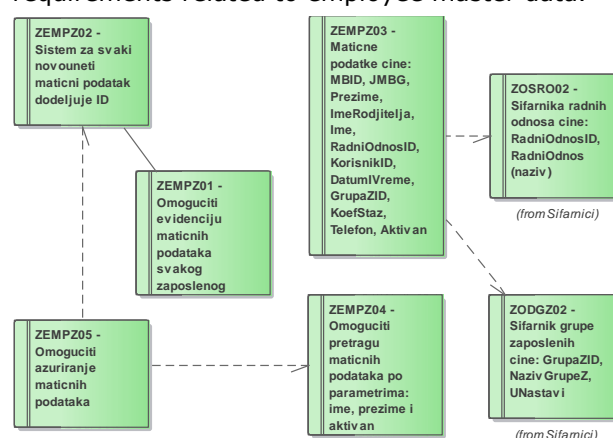 requirements related to employee master data.
ZEMPZ02 -
Sistem za svaki
novouneti
maticni podatak
dodeljuje ID
ZEMPZ01 -
Omoguciti
evidenciju
maticnih
podataka
svakog
zaposlenog
ZEMPZ05 -
Omoguciti
azuriranje
maticnih
podataka
ZEMPZ03 -
Maticne
podatke cine:
MBID, JMBG,
Prezime,
ImeRodjitelja,
Ime,
RadniOdnosID,
KorisnikID,
DatumIVreme,
GrupaZID,
KoefStaz,
Telefon, Aktivan
ZEMPZ04 -
Omoguciti
pretragu
maticnih
podataka po
parametrima:
ime, prezime i
aktivan
ZOSRO02 -
Sifarnika radnih
odnosa cine:
RadniOdnosID,
RadniOdnos
(naziv)
(from Sifarnici)
ZODGZ02 -
Sifarnik grupe
zaposlenih
cine: GrupaZID,
NazivGrupeZ,
UNastavi
(from Sifarnici)